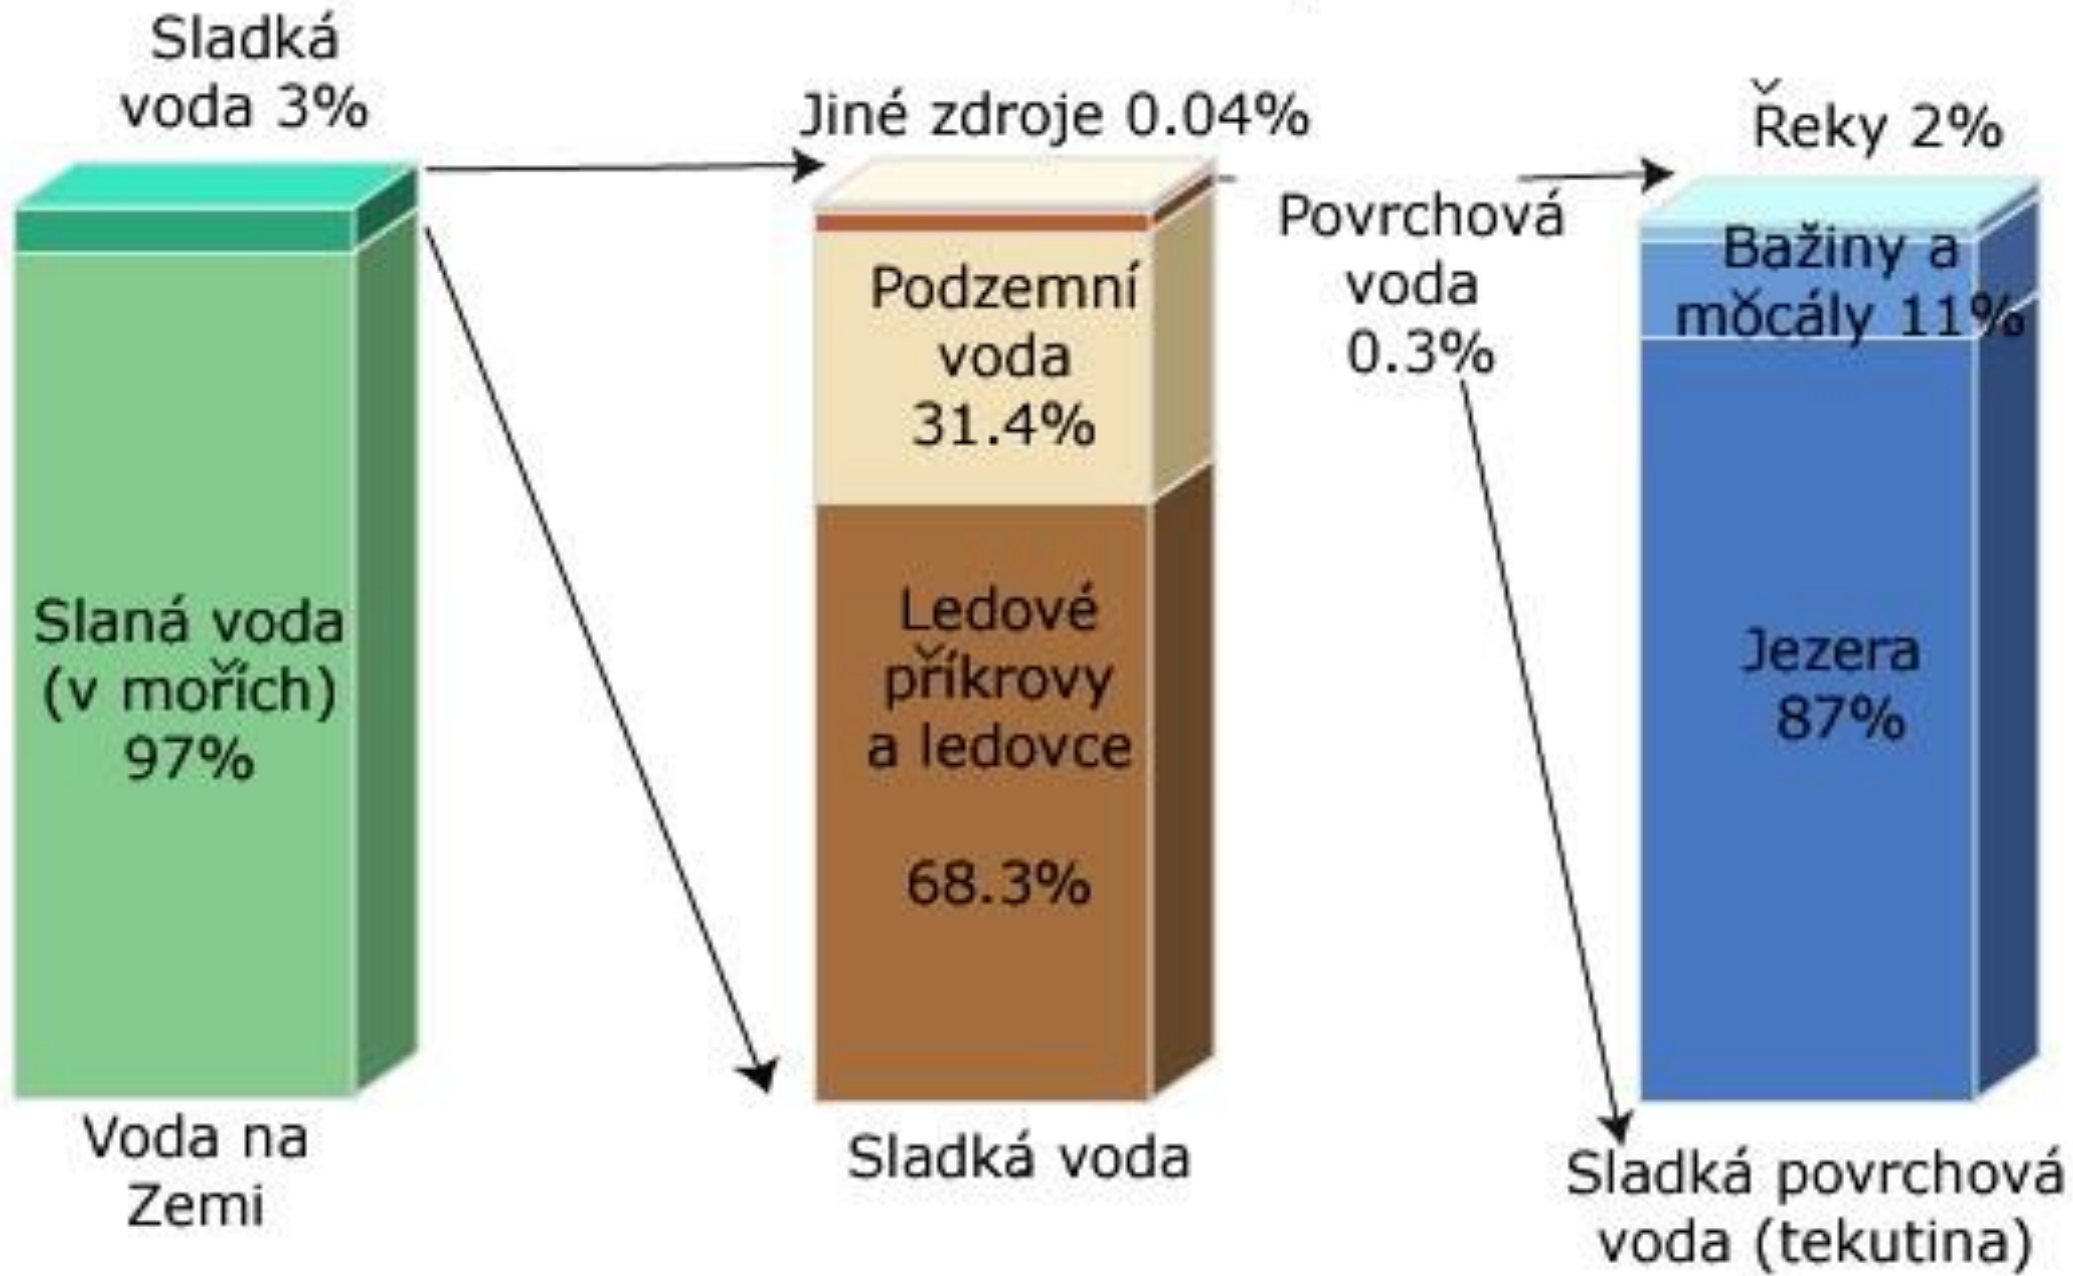 Sladká
voda 3%
Slaná voda
(v mořích)
97%
Voda na
Zemi
Jiné zdroje 0.04%
Podzemní
voda
31.4%
Ledové
příkrovy
a ledovce
68.3%
Sladká voda
Povrchová
voda
0.3%
Řeky 2%
Bažiny a
mǒcály 11%
Jezera
87%
Sladká povrchová
voda (tekutina)